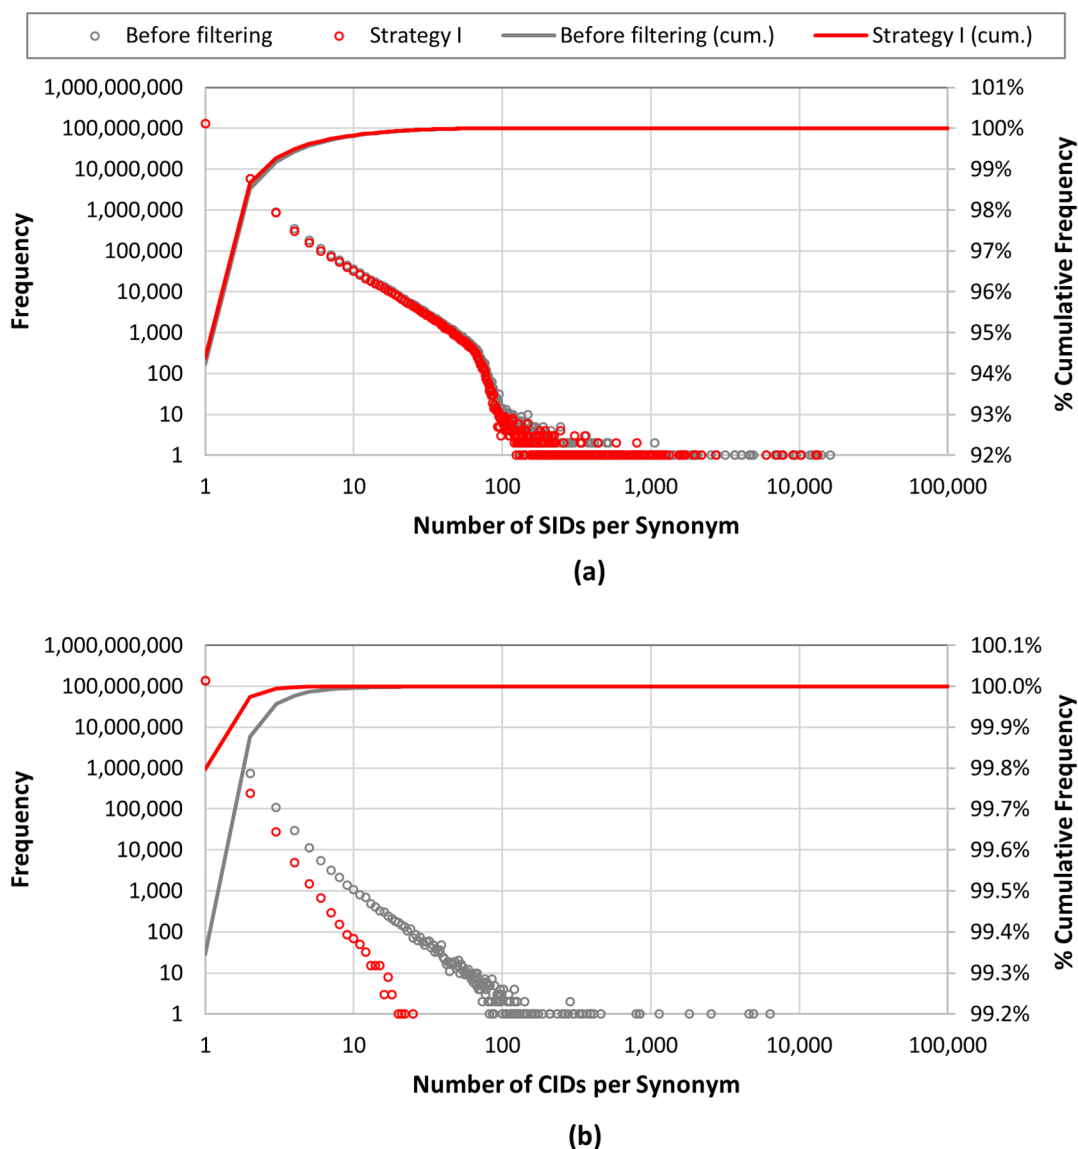 Before filtering Strategy I Before filtering (cum.) Strategy I (cum.)
1,000,000,000 101%
100,000,000 100%
10,000,000 99%
1,000,000 98%
100,000 97%
10,000 96%
1,000 95%
100 94%
10 93%
1 92%
Frequency
% Cumulative Frequency
1 10 100 1,000 10,000 100,000
Number of SIDs per Synonym
(a)
1,000,000,000 100.1%
100,000,000 100.0%
10,000,000 99.9%
1,000,000 99.8%
100,000 99.7%
10,000 99.6%
1,000 99.5%
100 99.4%
10 99.3%
1 99.2%
Frequency
% Cumulative Frequency
1 10 100 1,000 10,000 100,000
Number of CIDs per Synonym
(b)